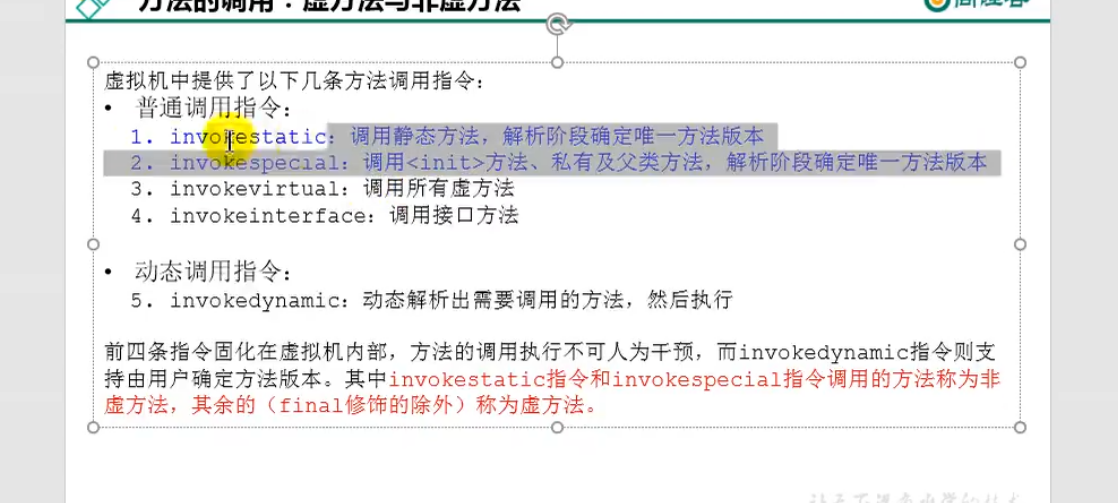 方法的调用：虚方法与非虚方法
虚拟机中提供了以下几条方法调用指令：
• 普通调用指令：
1. invokestatic：调用静态方法，解析阶段确定唯一方法版本
2. invokespecial：调用<init>方法、私有及父类方法，解析阶段确定唯一方法版本
3. invokevirtual：调用所有虚方法
4. invokeinterface：调用接口方法
• 动态调用指令：
5. invokedynamic：动态解析出需要调用的方法，然后执行
前四条指令固化在虚拟机内部，方法的调用执行不可人为干预，而invokedynamic指令则支
持由用户确定方法版本。其中invokestatic指令和invokespecial指令调用的方法称为非
虚方法，其余的（final修饰的除外）称为虚方法。